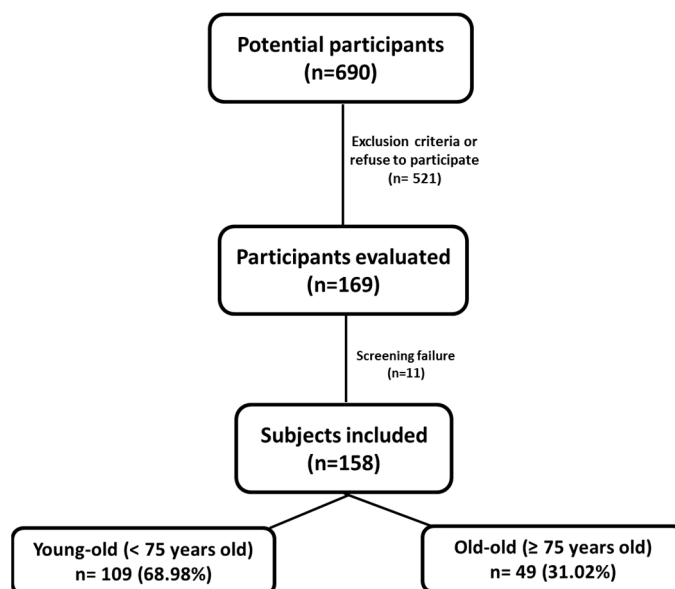 Potential participants
(n=690)
Exclusion criteria or
refuse to participate
(n= 521)
Participants evaluated
(n=169)
Screening failure
(n=11)
Subjects included
(n=158)
Young-old (< 75 years old)
n= 109 (68.98%)
Old-old (≥ 75 years old)
n= 49 (31.02%)